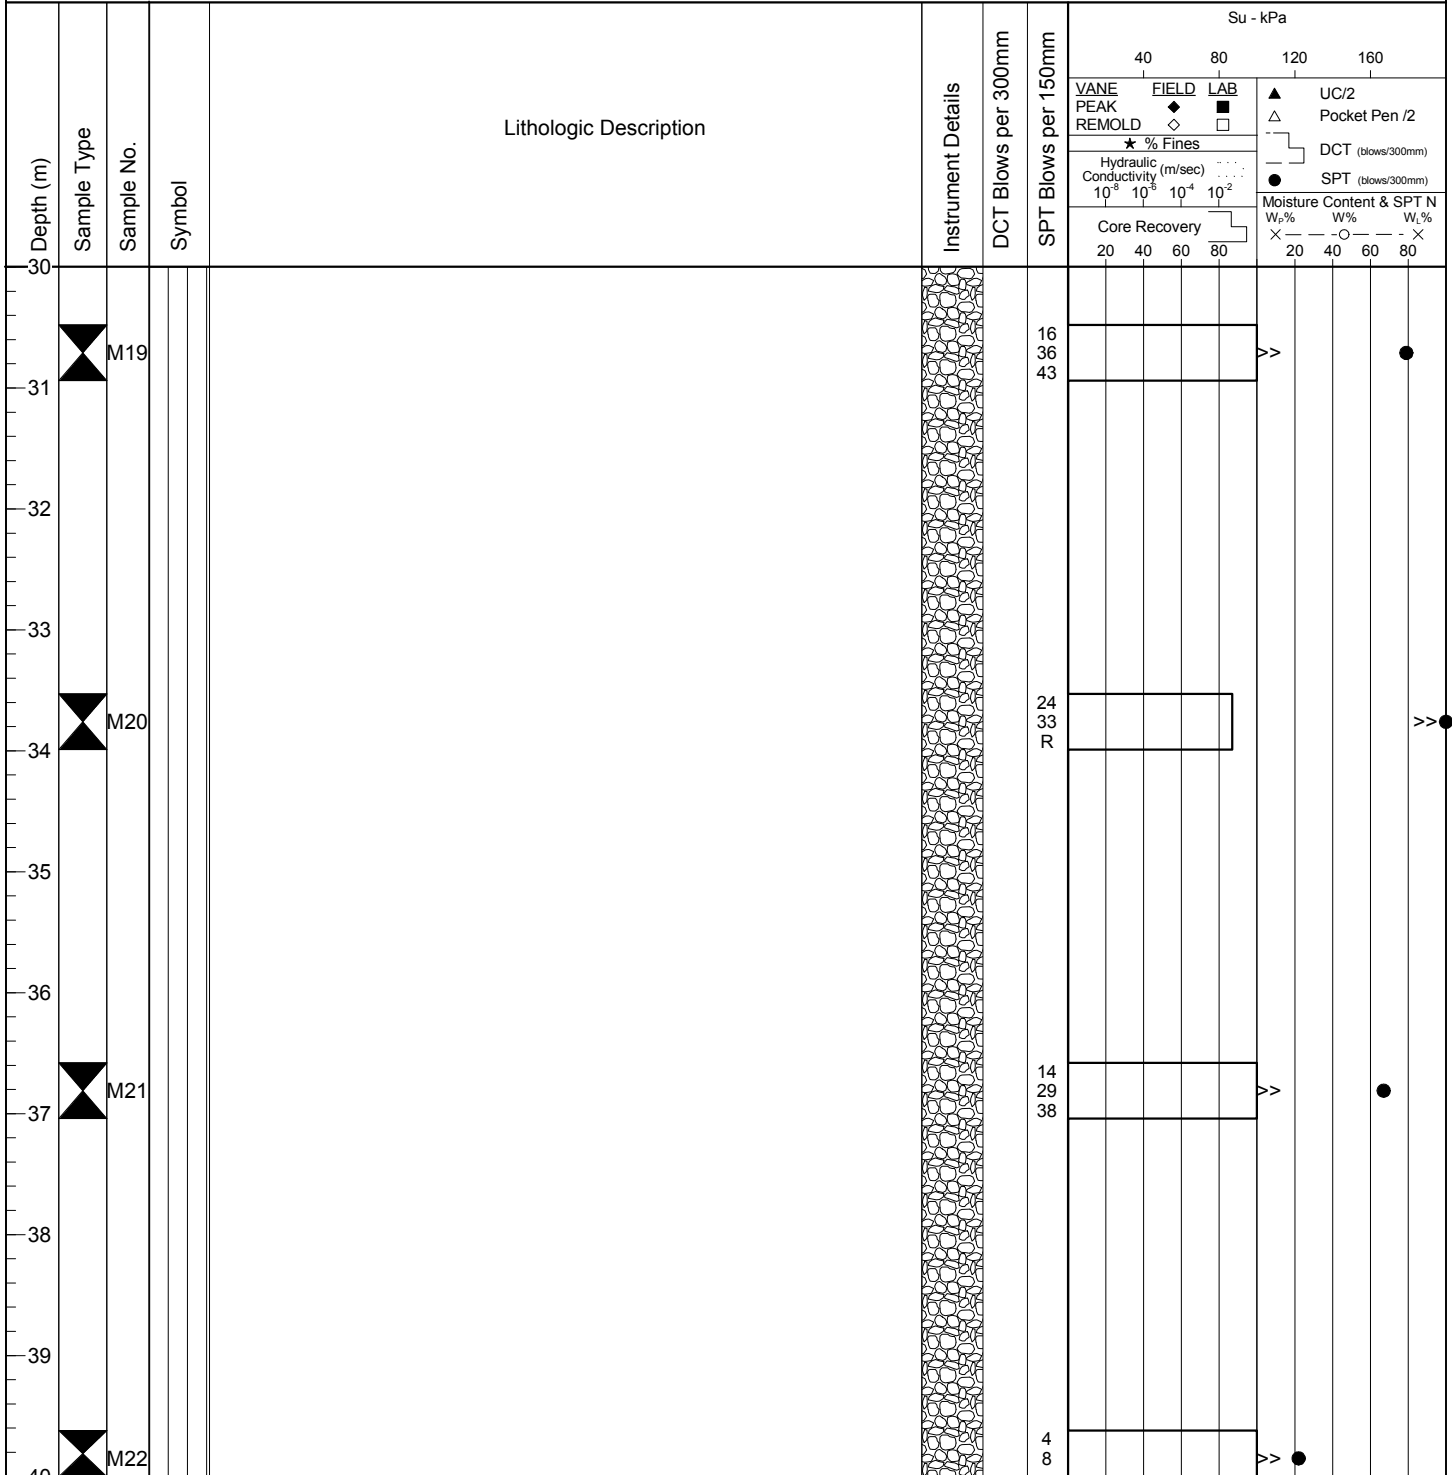 Su - kPa
40 80 120 160
Depth (m)
Sample Type
Sample No.
Symbol
Lithologic Description
Instrument Details
DCT Blows per 300mm
SPT Blows per 150mm
VANE FIELD LAB
PEAK ◆ ■
REMOLD ◇ □
★ % Fines
Hydraulic Conductivity (m/sec)
10⁻⁸ 10⁻⁶ 10⁻⁴ 10⁻²
Core Recovery
20 40 60 80
▲ UC/2
△ Pocket Pen /2
DCT (blows/300mm)
● SPT (blows/300mm)
Moisture Content & SPT N
Wₚ% W% W_L%
20 40 60 80
30
M19
16
36
43
>>
31
32
33
M20
24
33
R
>>
34
35
36
M21
14
29
38
>>
37
38
39
M22
4
8
>>
40